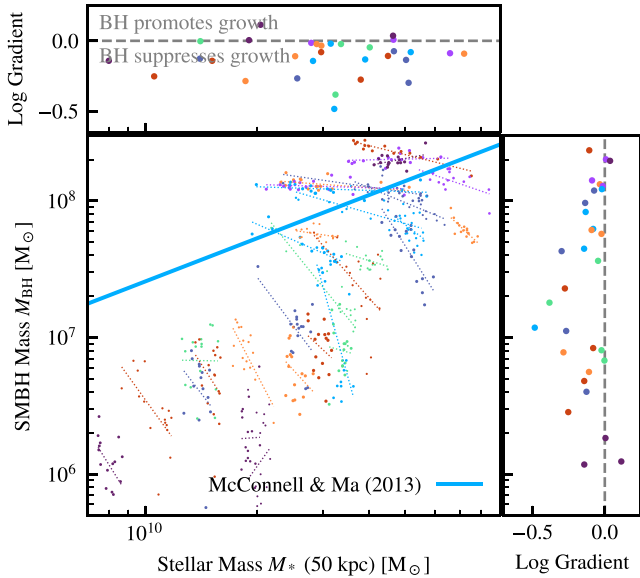 BH promotes growth
BH suppresses growth
Log Gradient
0.0
−0.5
SMBH Mass M_BH [M_⊙]
10^8
10^7
10^6
McConnell & Ma (2013)
10^10
Stellar Mass M_* (50 kpc) [M_⊙]
−0.5
0.0
Log Gradient